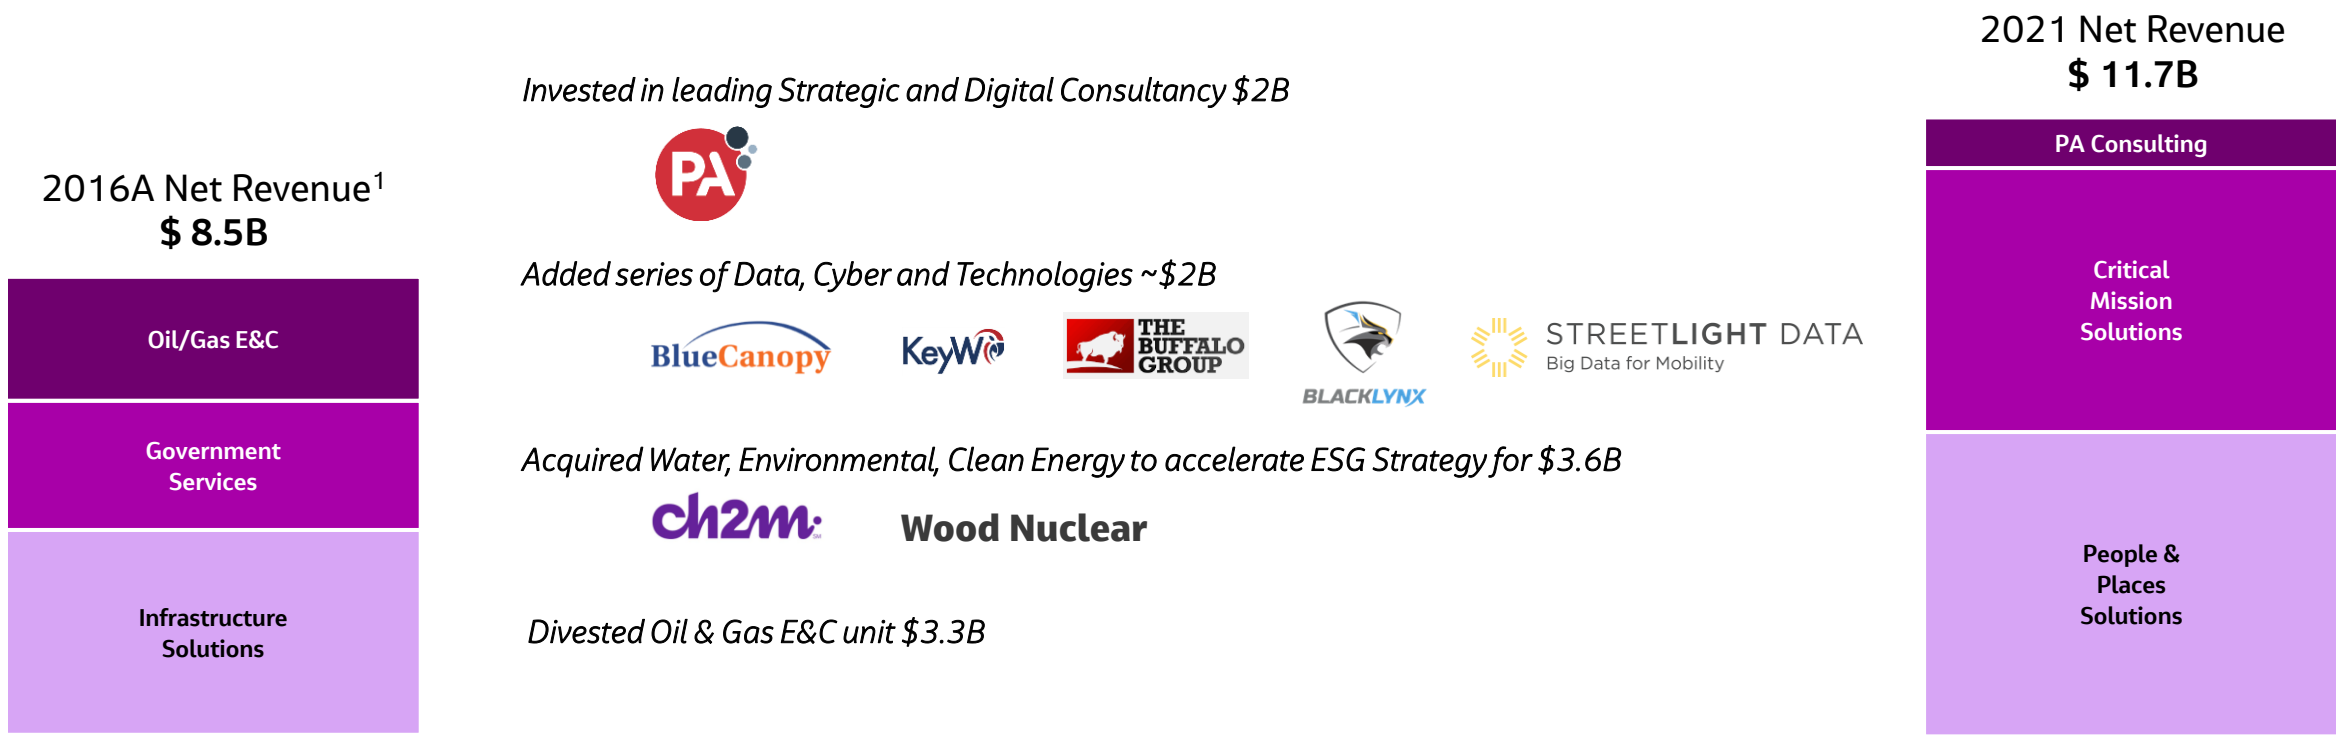 2016A Net Revenue1
$ 8.5B
Oil/Gas E&C
Government
Services
Infrastructure
Solutions
Invested in leading Strategic and Digital Consultancy $2B
PA
Added series of Data, Cyber and Technologies ~$2B
BlueCanopy
KeyW
THE
BUFFALO
GROUP
BLACKLYNX
STREETLIGHT DATA
Big Data for Mobility
Acquired Water, Environmental, Clean Energy to accelerate ESG Strategy for $3.6B
ch2m:
SM
Wood Nuclear
Divested Oil & Gas E&C unit $3.3B
2021 Net Revenue
$ 11.7B
PA Consulting
Critical
Mission
Solutions
People &
Places
Solutions